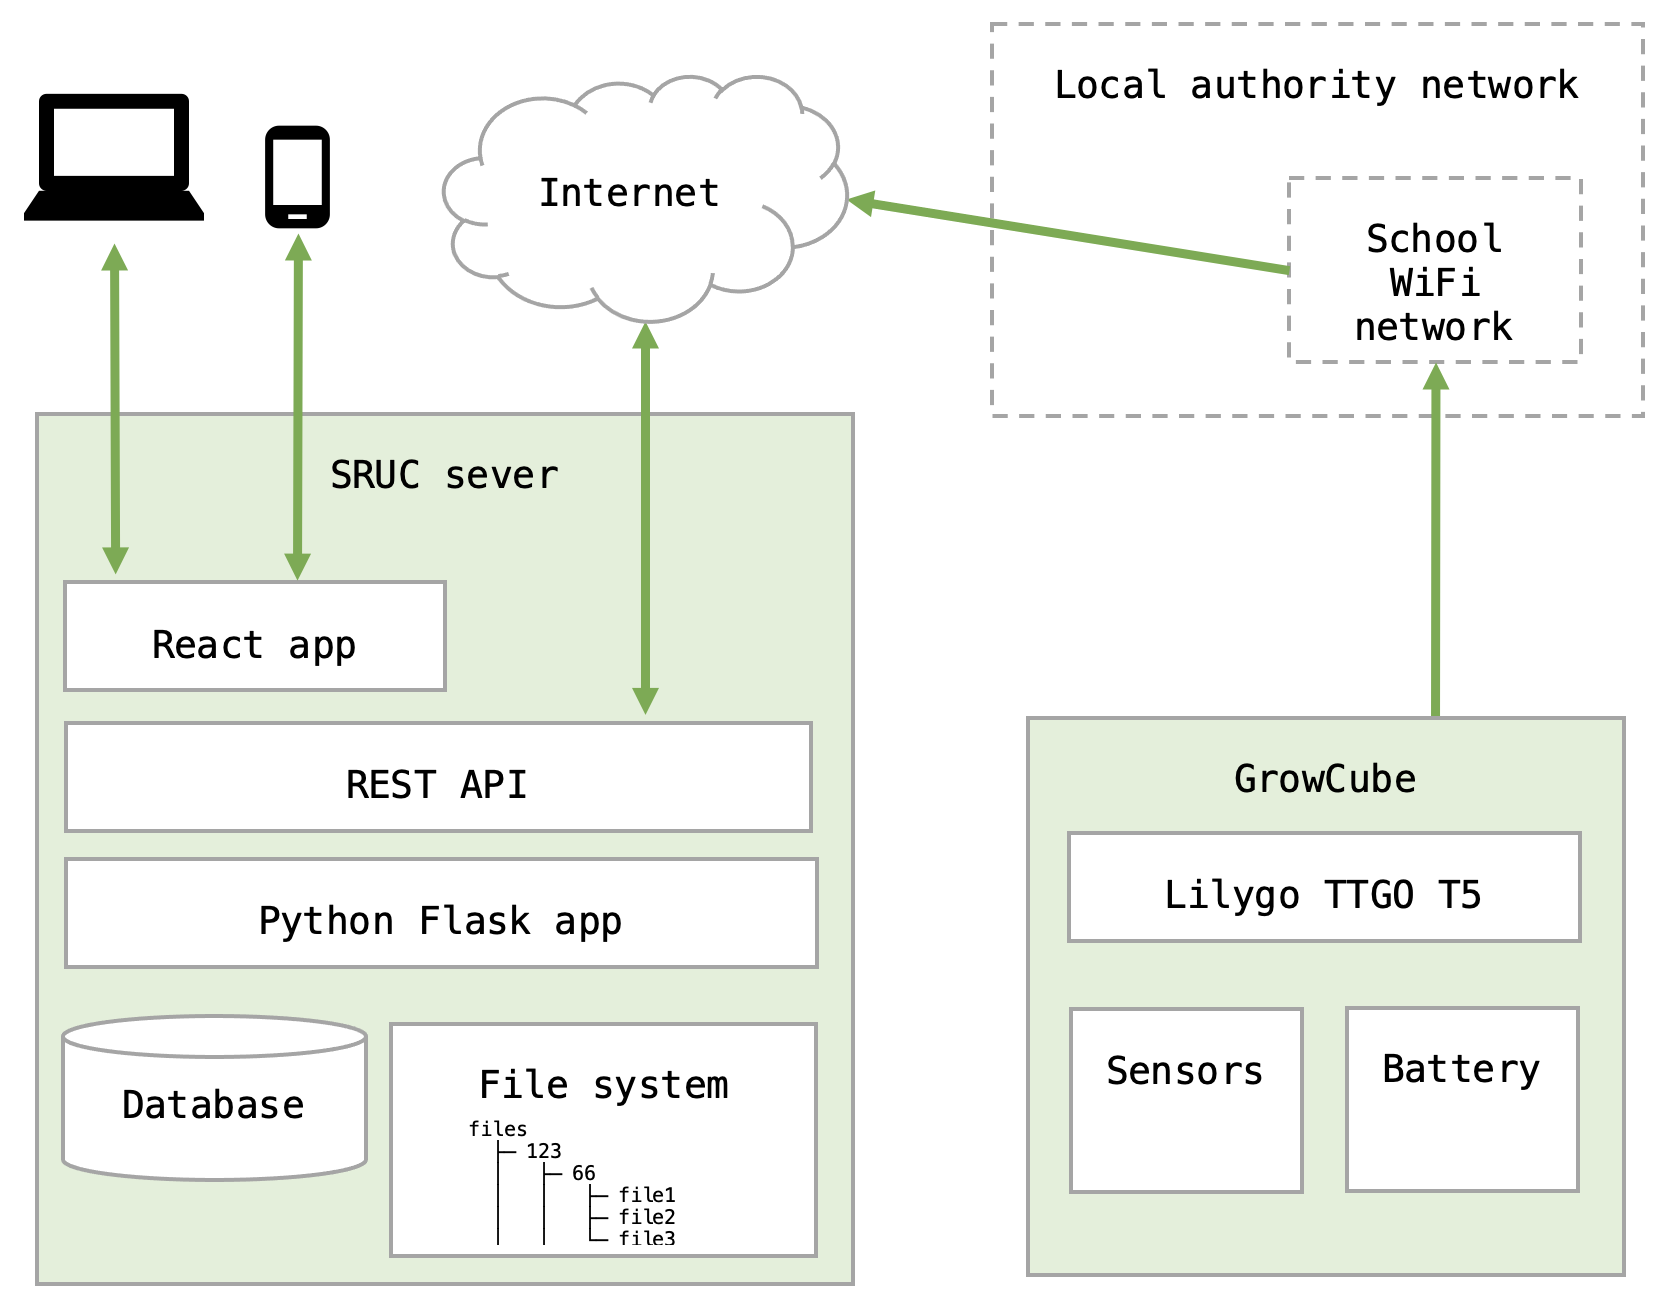 Local authority network
Internet
School
WiFi
network
SRUC sever
React app
REST API
Python Flask app
Database
File system
files
123
66
file1
file2
file3
GrowCube
Lilygo TTGO T5
Sensors
Battery